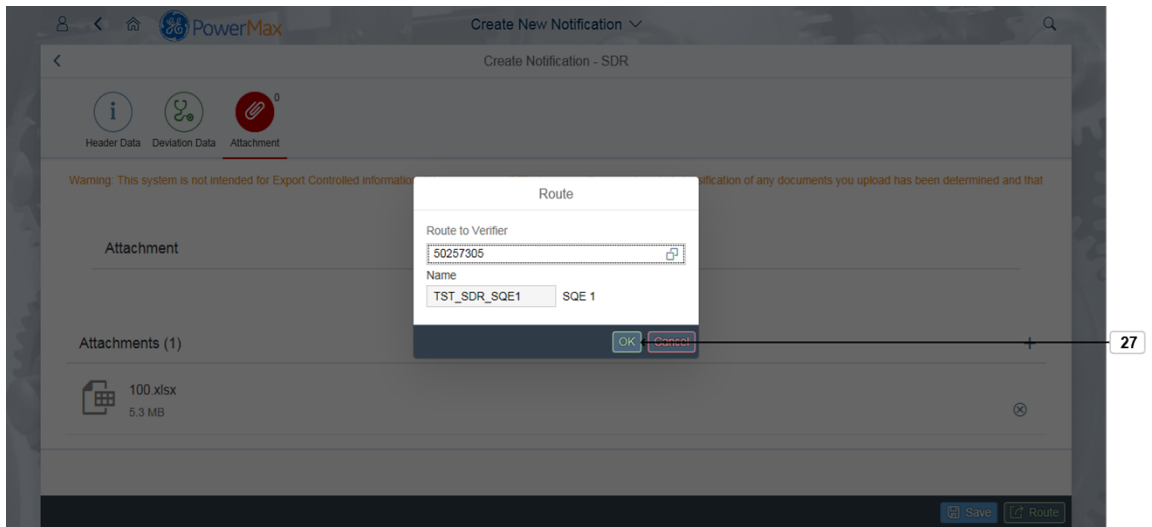 PowerMax
Create New Notification
Create Notification - SDR
0
Header Data Deviation Data Attachment
Warning: This system is not intended for Export Controlled information sification of any documents you upload has been determined and that
Route
Route to Verifier
50257305
Name
TST_SDR_SQE1 SQE 1
OK Cancel
27
Attachment
Attachments (1)
100.xlsx
5.3 MB
Save Route